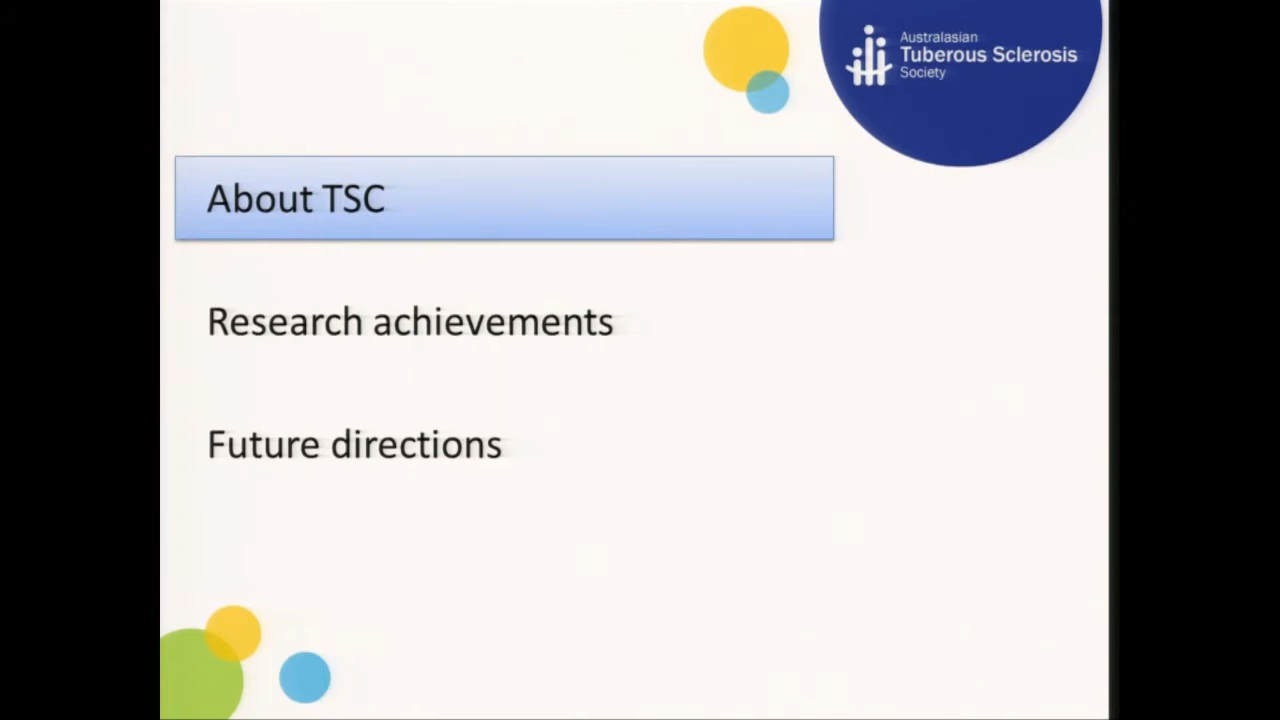 Australasian
Tuberous Sclerosis
Society
About TSC
Research achievements
Future directions